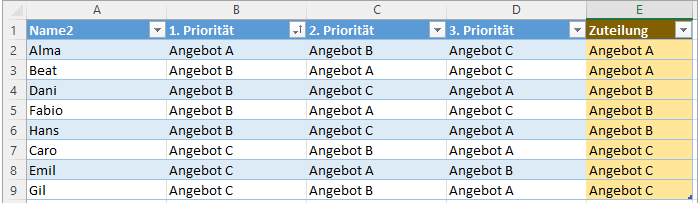 A B C D E
1 Name2 1. Priorität 2. Priorität 3. Priorität Zuteilung
2 Alma Angebot A Angebot B Angebot C Angebot A
3 Beat Angebot B Angebot A Angebot C Angebot A
4 Dani Angebot B Angebot C Angebot A Angebot B
5 Fabio Angebot B Angebot A Angebot C Angebot B
6 Hans Angebot B Angebot C Angebot A Angebot B
7 Caro Angebot C Angebot B Angebot A Angebot C
8 Emil Angebot C Angebot A Angebot B Angebot C
9 Gil Angebot C Angebot B Angebot A Angebot C